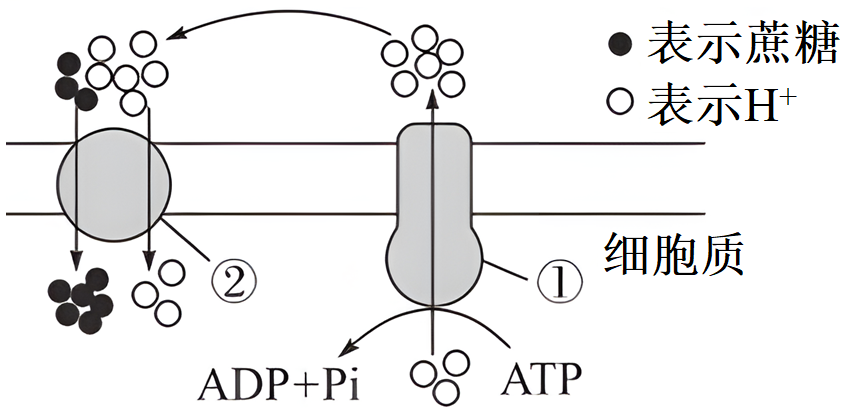 ● 表示蔗糖
○ 表示H⁺
细胞质
②
①
ADP+Pi
ATP